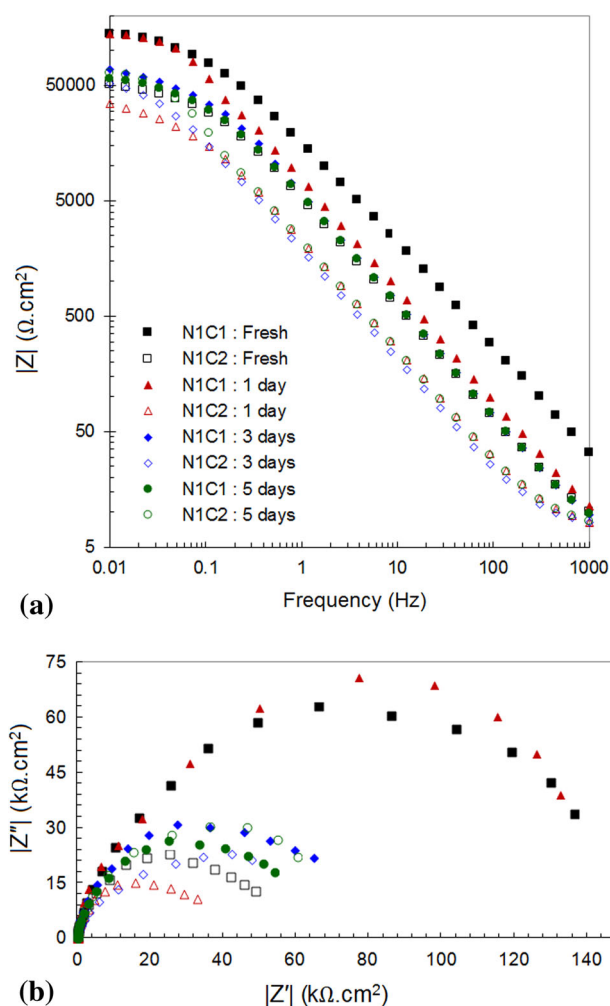 50000
5000
500
50
5
|Z| (Ω.cm²)
N1C1 : Fresh
N1C2 : Fresh
N1C1 : 1 day
N1C2 : 1 day
N1C1 : 3 days
N1C2 : 3 days
N1C1 : 5 days
N1C2 : 5 days
0.01 0.1 1 10 100 1000
(a) Frequency (Hz)
75
60
45
30
15
0
|Z″| (kΩ.cm²)
0 20 40 60 80 100 120 140
(b) |Z′| (kΩ.cm²)